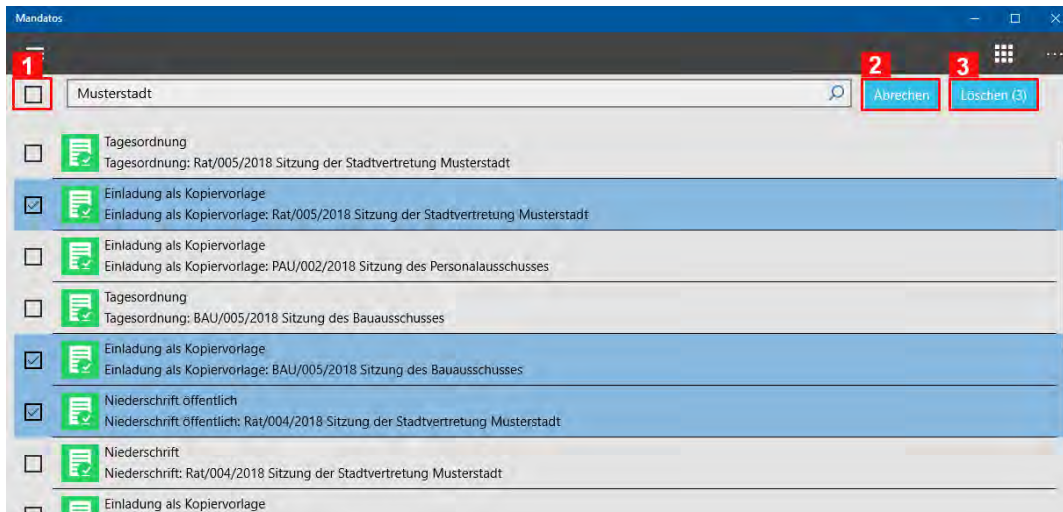 Mandatos
1
2
3
Musterstadt
Abrechen
Löschen (3)
Tagesordnung
Tagesordnung: Rat/005/2018 Sitzung der Stadtvertretung Musterstadt
Einladung als Kopiervorlage
Einladung als Kopiervorlage: Rat/005/2018 Sitzung der Stadtvertretung Musterstadt
Einladung als Kopiervorlage
Einladung als Kopiervorlage: PAU/002/2018 Sitzung des Personalausschusses
Tagesordnung
Tagesordnung: BAU/005/2018 Sitzung des Bauausschusses
Einladung als Kopiervorlage
Einladung als Kopiervorlage: BAU/005/2018 Sitzung des Bauausschusses
Niederschrift öffentlich
Niederschrift öffentlich: Rat/004/2018 Sitzung der Stadtvertretung Musterstadt
Niederschrift
Niederschrift: Rat/004/2018 Sitzung der Stadtvertretung Musterstadt
Einladung als Kopiervorlage